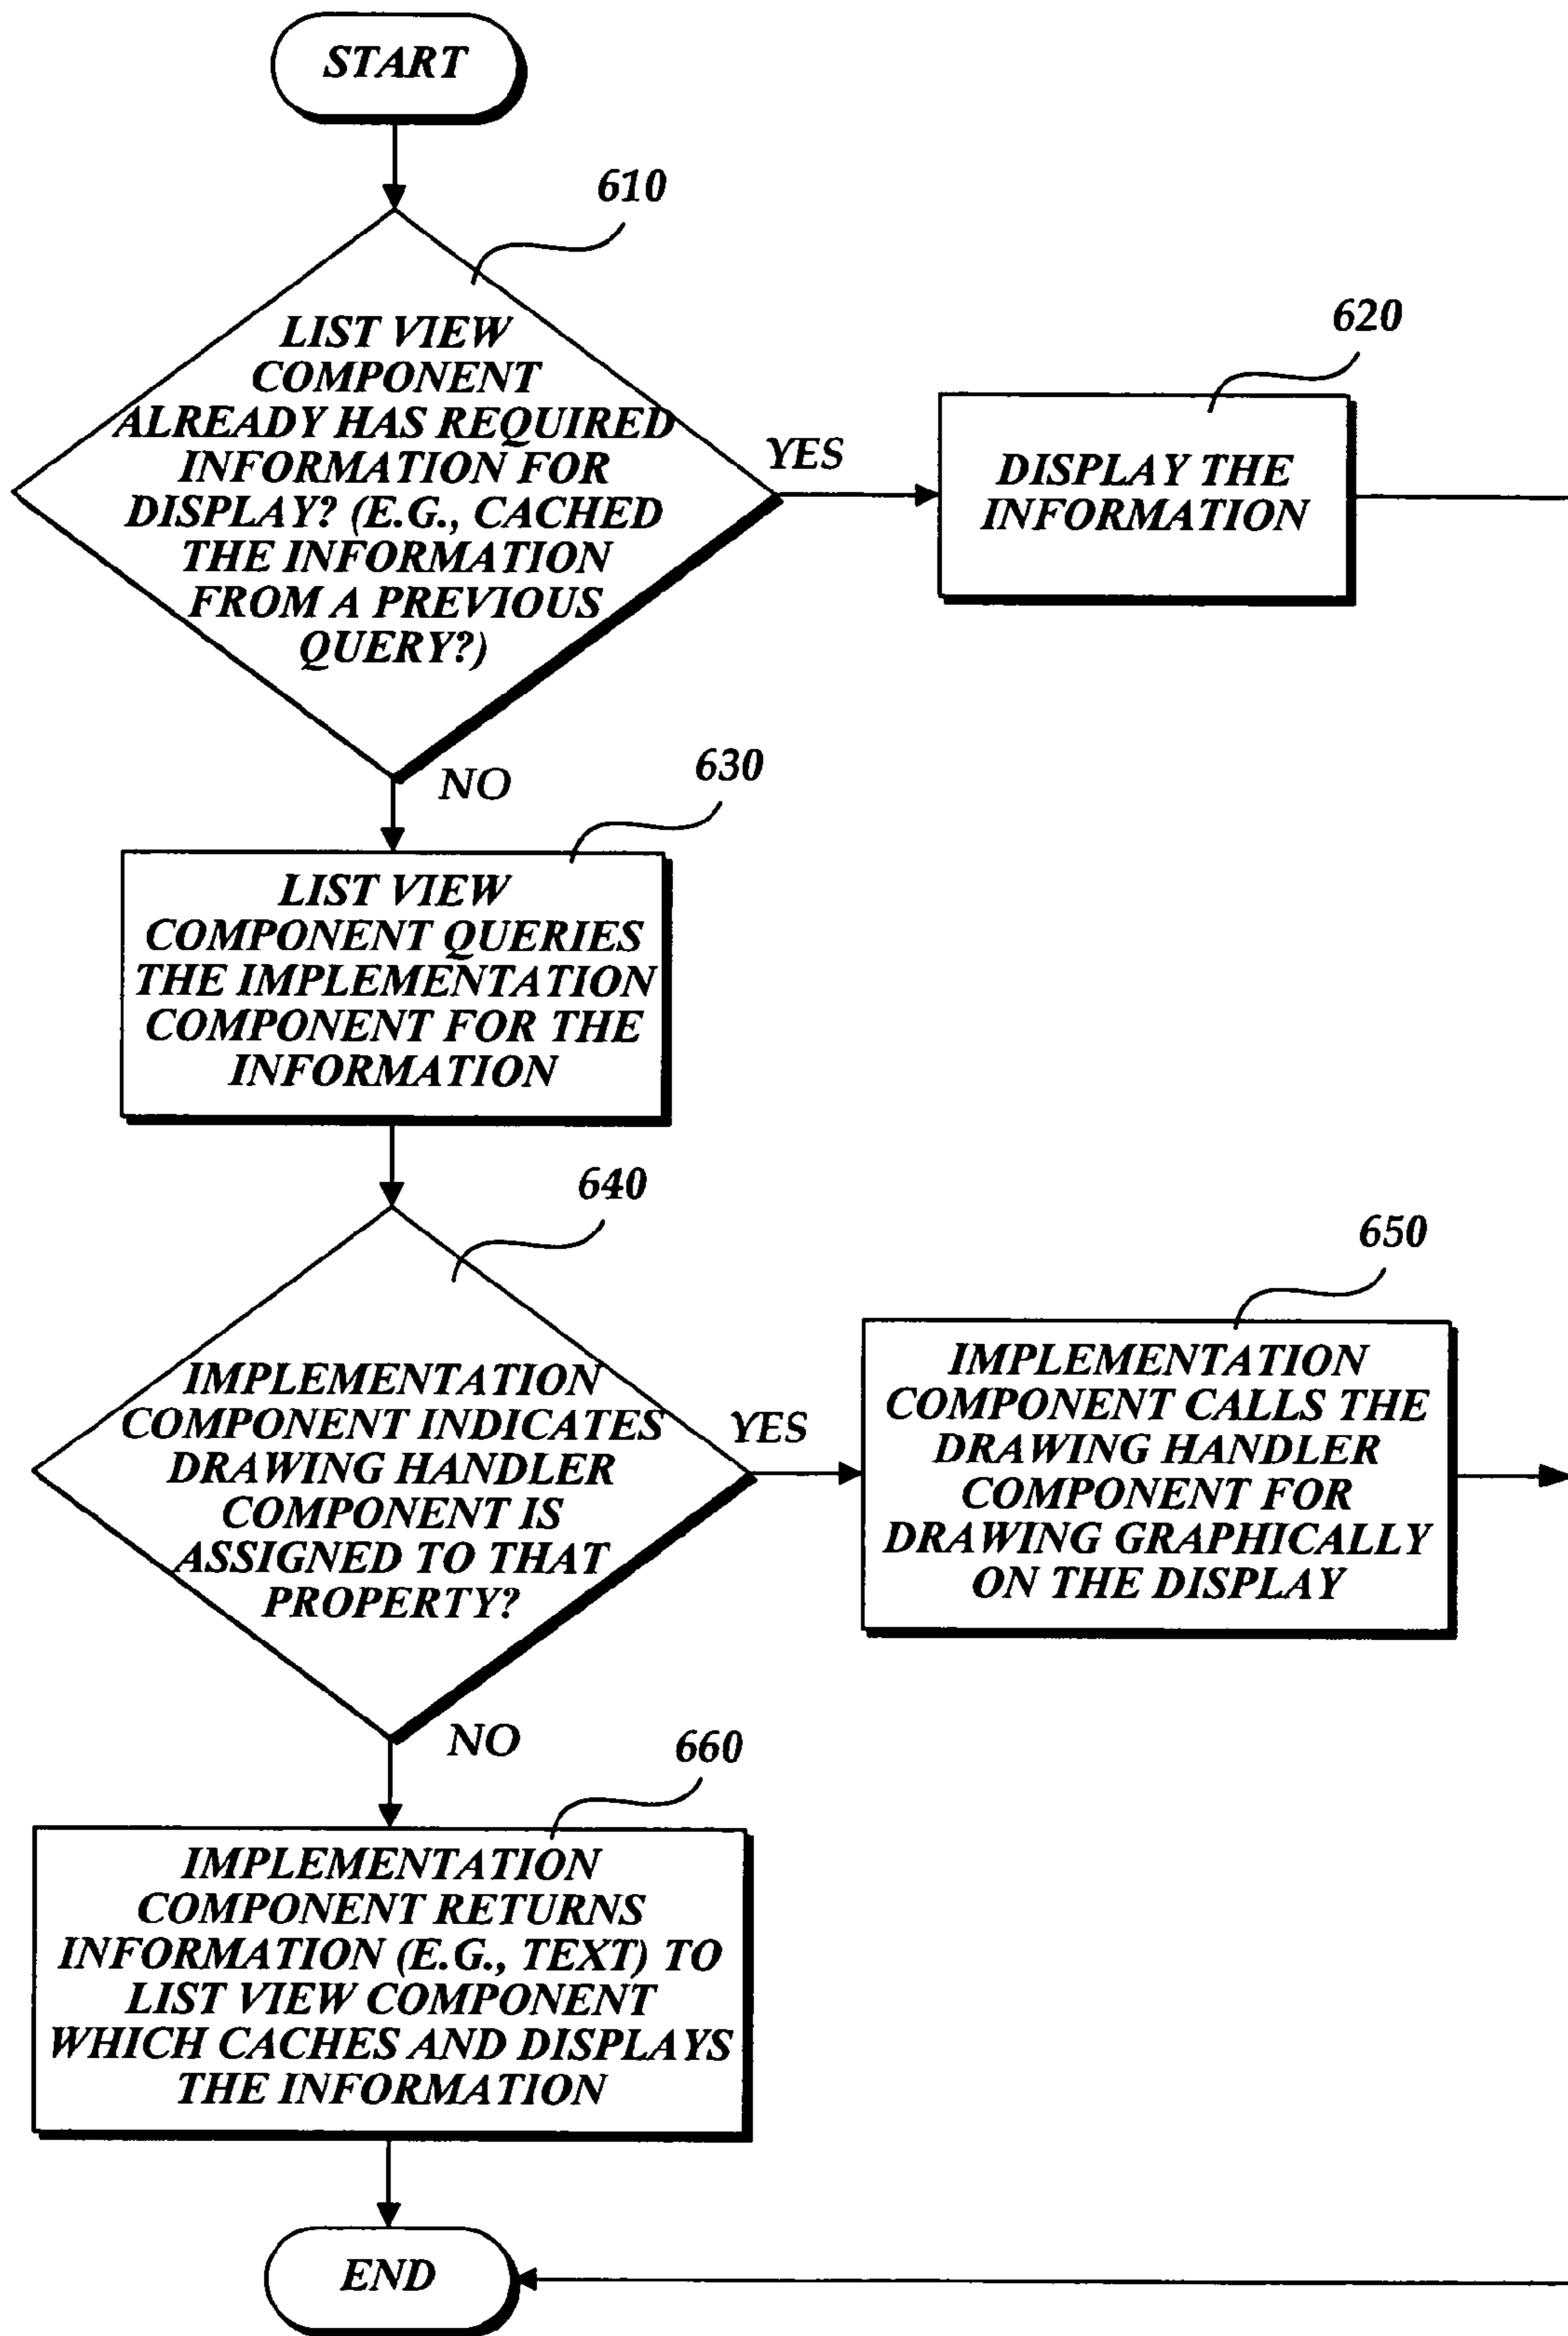 START
610
LIST VIEW
COMPONENT
ALREADY HAS REQUIRED
INFORMATION FOR
DISPLAY? (E.G., CACHED
THE INFORMATION
FROM A PREVIOUS
QUERY?)
YES
620
DISPLAY THE
INFORMATION
NO
630
LIST VIEW
COMPONENT QUERIES
THE IMPLEMENTATION
COMPONENT FOR THE
INFORMATION
640
IMPLEMENTATION
COMPONENT INDICATES
DRAWING HANDLER
COMPONENT IS
ASSIGNED TO THAT
PROPERTY?
YES
650
IMPLEMENTATION
COMPONENT CALLS THE
DRAWING HANDLER
COMPONENT FOR
DRAWING GRAPHICALLY
ON THE DISPLAY
NO
660
IMPLEMENTATION
COMPONENT RETURNS
INFORMATION (E.G., TEXT) TO
LIST VIEW COMPONENT
WHICH CACHES AND DISPLAYS
THE INFORMATION
END